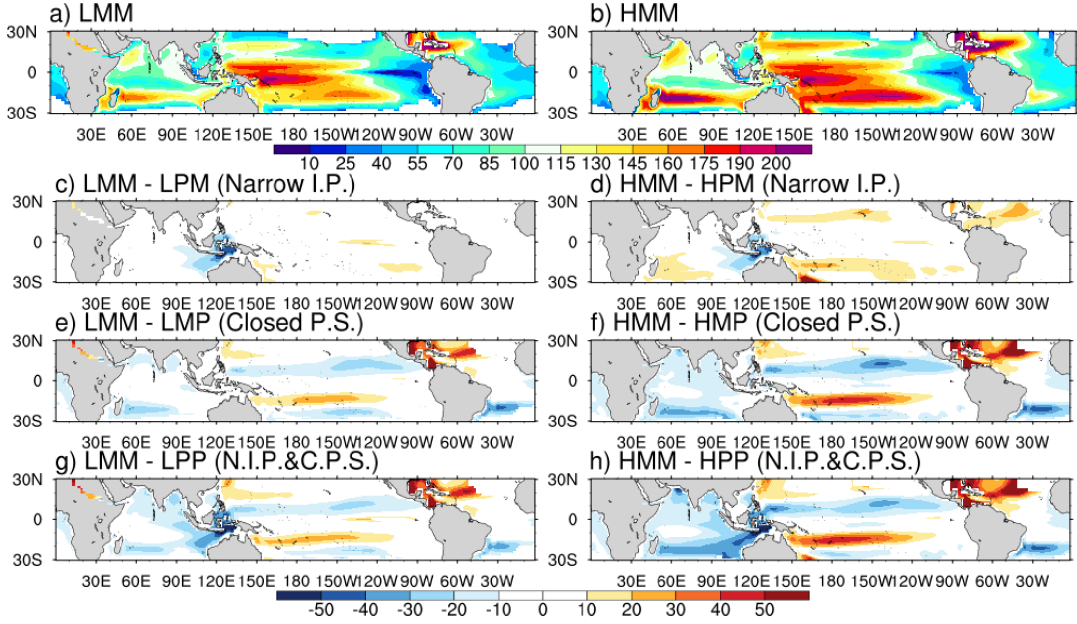 a) LMM
b) HMM
30N
0
30S
30E 60E 90E 120E 150E 180 150W 120W 90W 60W 30W
30E 60E 90E 120E 150E 180 150W 120W 90W 60W 30W
10 25 40 55 70 85 100 115 130 145 160 175 190 200
c) LMM - LPM (Narrow I.P.)
d) HMM - HPM (Narrow I.P.)
30N
0
30S
30N
0
30S
30E 60E 90E 120E 150E 180 150W 120W 90W 60W 30W
30E 60E 90E 120E 150E 180 150W 120W 90W 60W 30W
e) LMM - LMP (Closed P.S.)
f) HMM - HMP (Closed P.S.)
30N
0
30S
30N
0
30S
30E 60E 90E 120E 150E 180 150W 120W 90W 60W 30W
30E 60E 90E 120E 150E 180 150W 120W 90W 60W 30W
g) LMM - LPP (N.I.P.&C.P.S.)
h) HMM - HPP (N.I.P.&C.P.S.)
30N
0
30S
30N
0
30S
30E 60E 90E 120E 150E 180 150W 120W 90W 60W 30W
30E 60E 90E 120E 150E 180 150W 120W 90W 60W 30W
-50 -40 -30 -20 -10 0 10 20 30 40 50